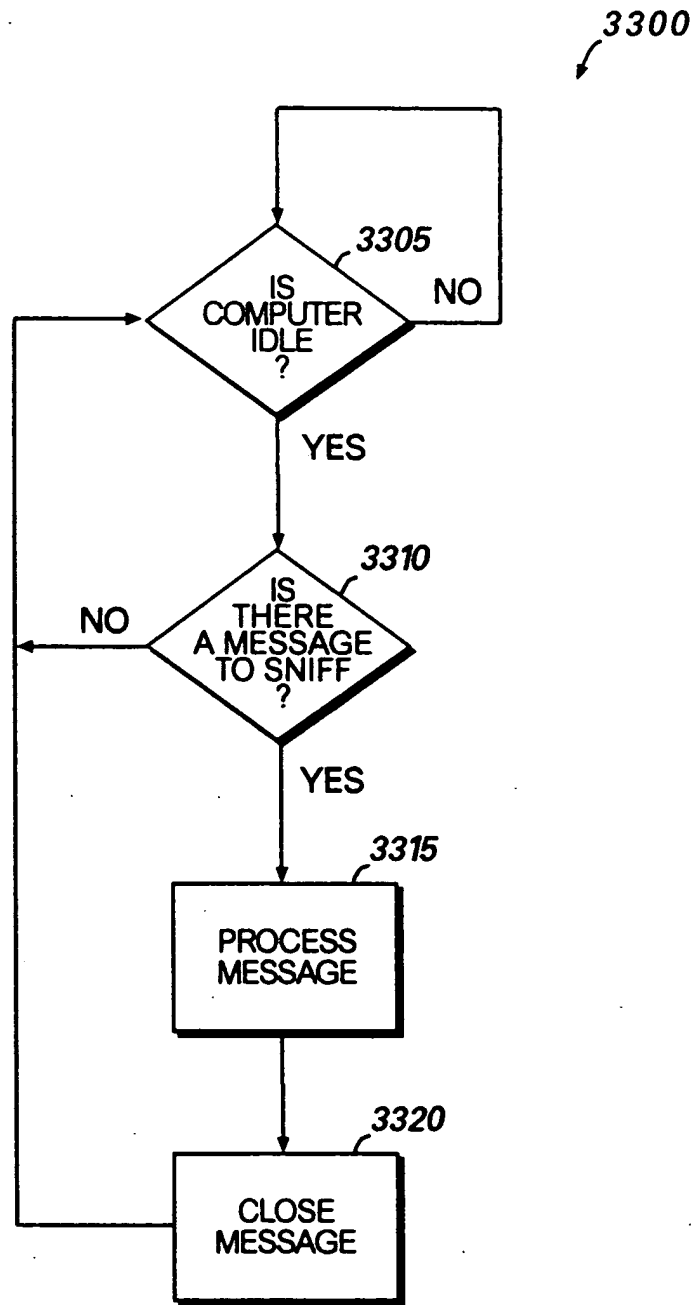 3300
3305
IS
COMPUTER
IDLE
?
NO
YES
3310
IS
THERE
A MESSAGE
TO SNIFF
?
NO
YES
3315
PROCESS
MESSAGE
3320
CLOSE
MESSAGE